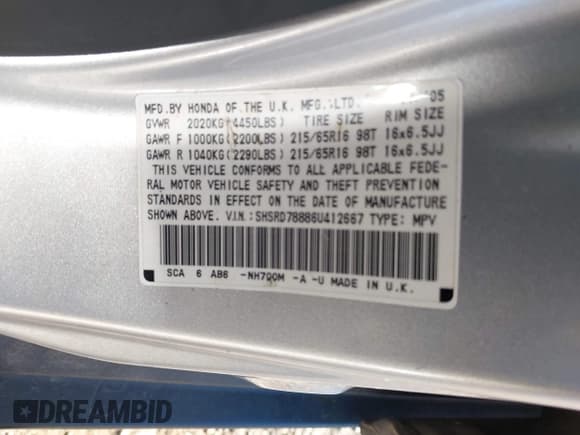 MFD.BY HONDA OF THE U.K. MFG.,LTD. 05
GVWR 2020KG(4450LBS) TIRE SIZE RIM SIZE
GAWR F 1000KG(2200LBS) 215/65R16 98T 16x6.5JJ
GAWR R 1040KG(2290LBS) 215/65R16 98T 16x6.5JJ
THIS VEHICLE CONFORMS TO ALL APPLICABLE FEDE-
RAL MOTOR VEHICLE SAFETY AND THEFT PREVENTION
STANDARDS IN EFFECT ON THE DATE OF MANUFACTURE
SHOWN ABOVE. V.I.N.:SHSRD78886U412667 TYPE: MPV
SCA 6 AB6 -NH700M -A -U MADE IN U.K.
DREAMBID